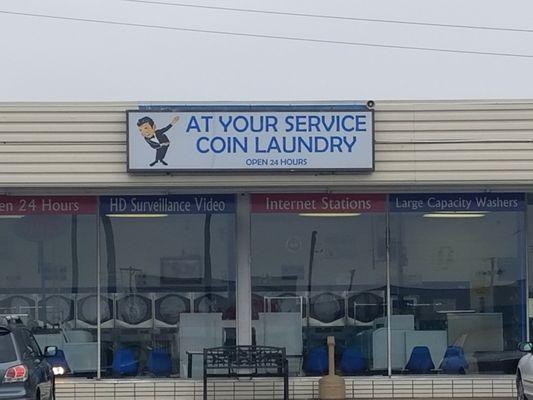 AT YOUR SERVICE
COIN LAUNDRY
OPEN 24 HOURS
en 24 Hours
HD Surveillance Video
Internet Stations
Large Capacity Washers